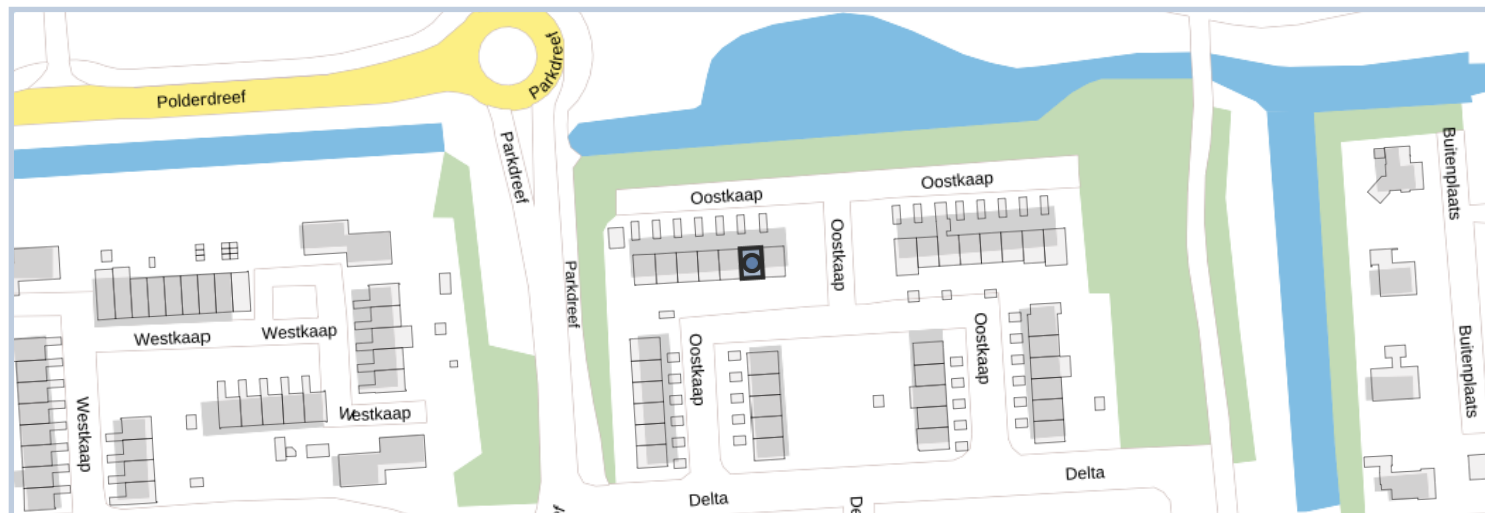 Parkdreef
Polderdreef
Parkdreef
Buitenplaats
Oostkaap
Oostkaap
Oostkaap
Parkdreef
Westkaap
Westkaap
Oostkaap
Oostkaap
Buitenplaats
Westkaap
Westkaap
Delta
Delta